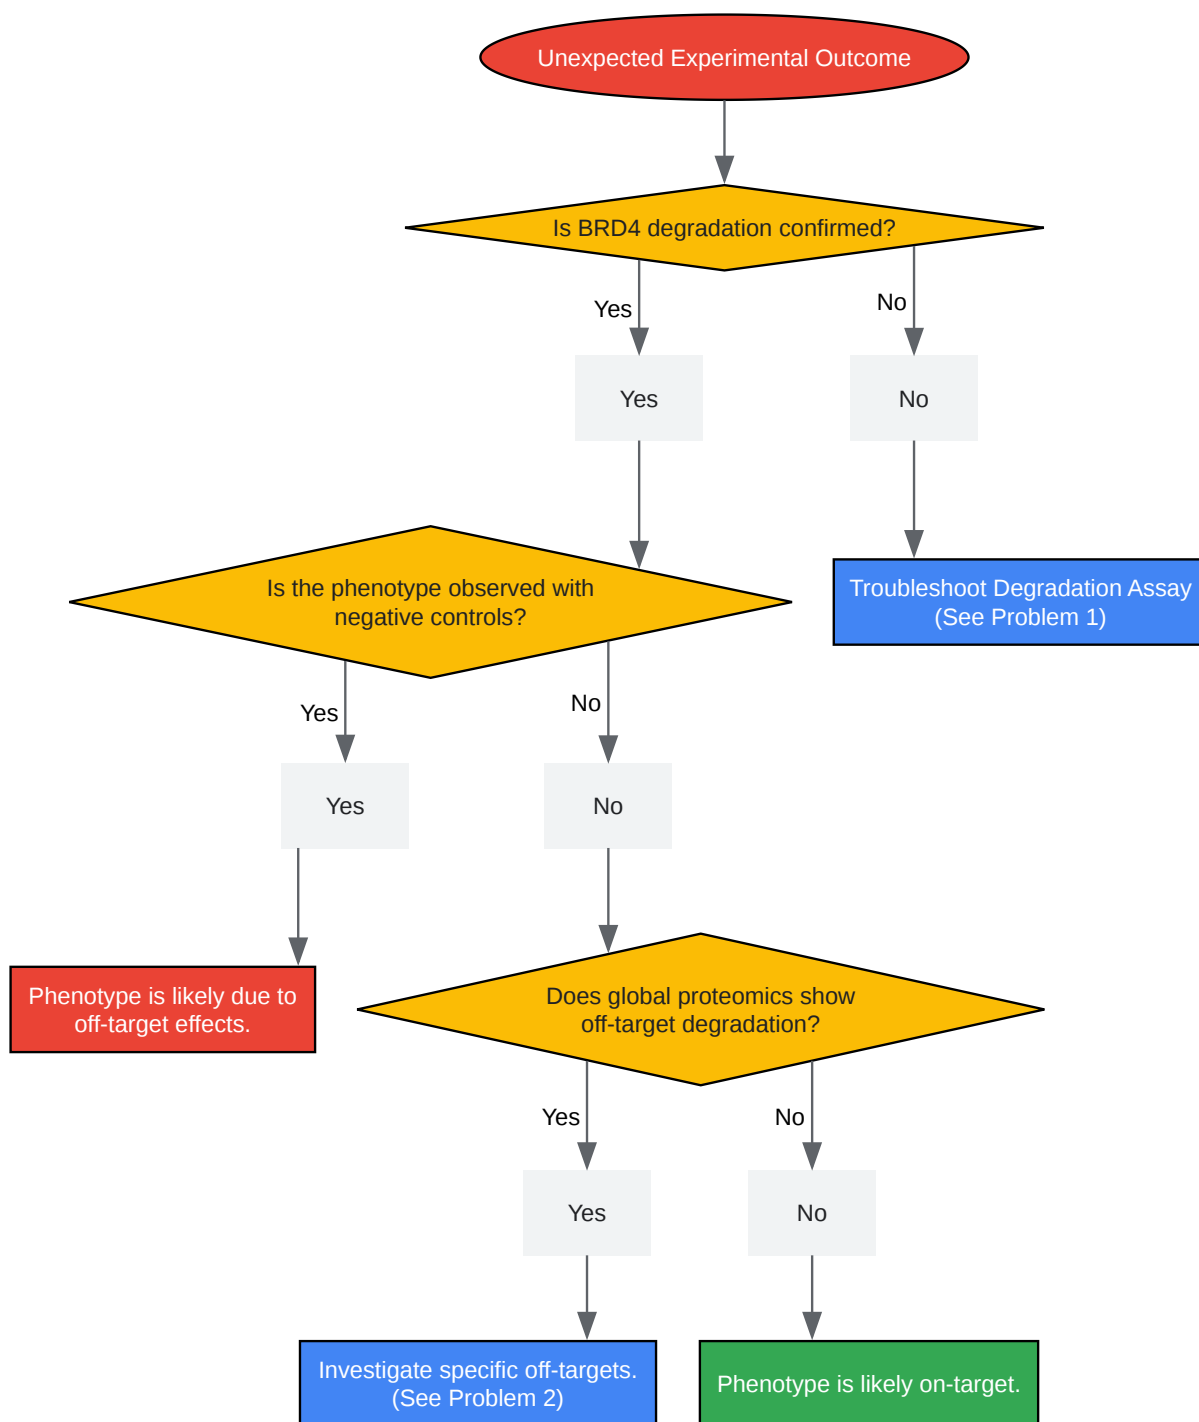 Unexpected Experimental Outcome
Is BRD4 degradation confirmed?
Yes
No
Yes
No
Is the phenotype observed with
negative controls?
Troubleshoot Degradation Assay
(See Problem 1)
Yes
No
Yes
No
Phenotype is likely due to
off-target effects.
Does global proteomics show
off-target degradation?
Yes
No
Yes
No
Investigate specific off-targets.
(See Problem 2)
Phenotype is likely on-target.